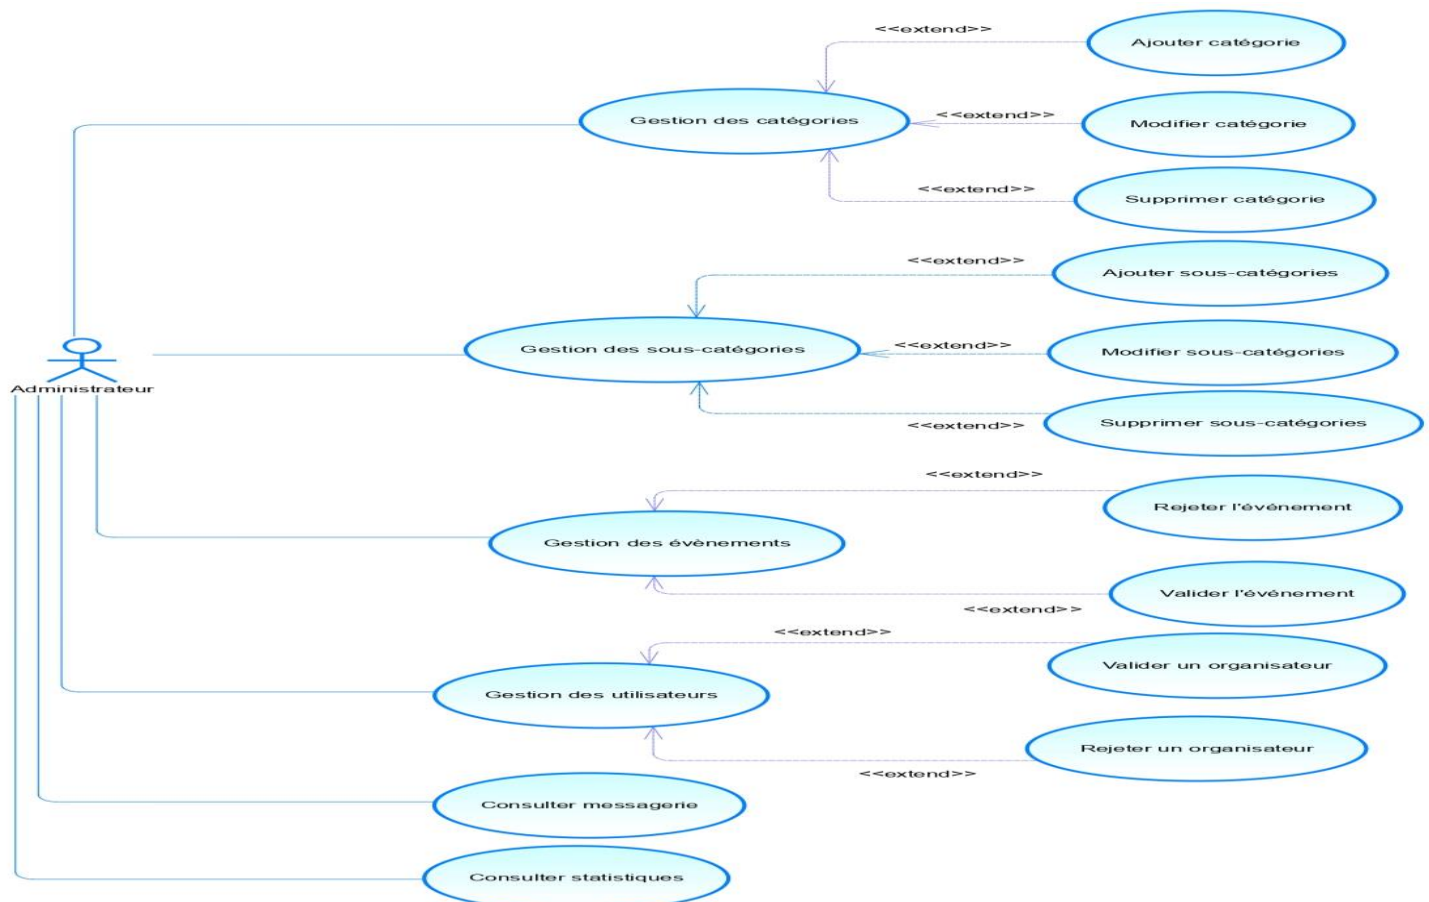 <<extend>>
Ajouter catégorie
Gestion des catégories
<<extend>>
Modifier catégorie
<<extend>>
Supprimer catégorie
<<extend>>
Ajouter sous-catégories
Gestion des sous-catégories
<<extend>>
Modifier sous-catégories
Administrateur
<<extend>>
Supprimer sous-catégories
<<extend>>
Rejeter l'événement
Gestion des évènements
Valider l'événement
<<extend>>
<<extend>>
Valider un organisateur
Gestion des utilisateurs
Rejeter un organisateur
<<extend>>
Consulter messagerie
Consulter statistiques